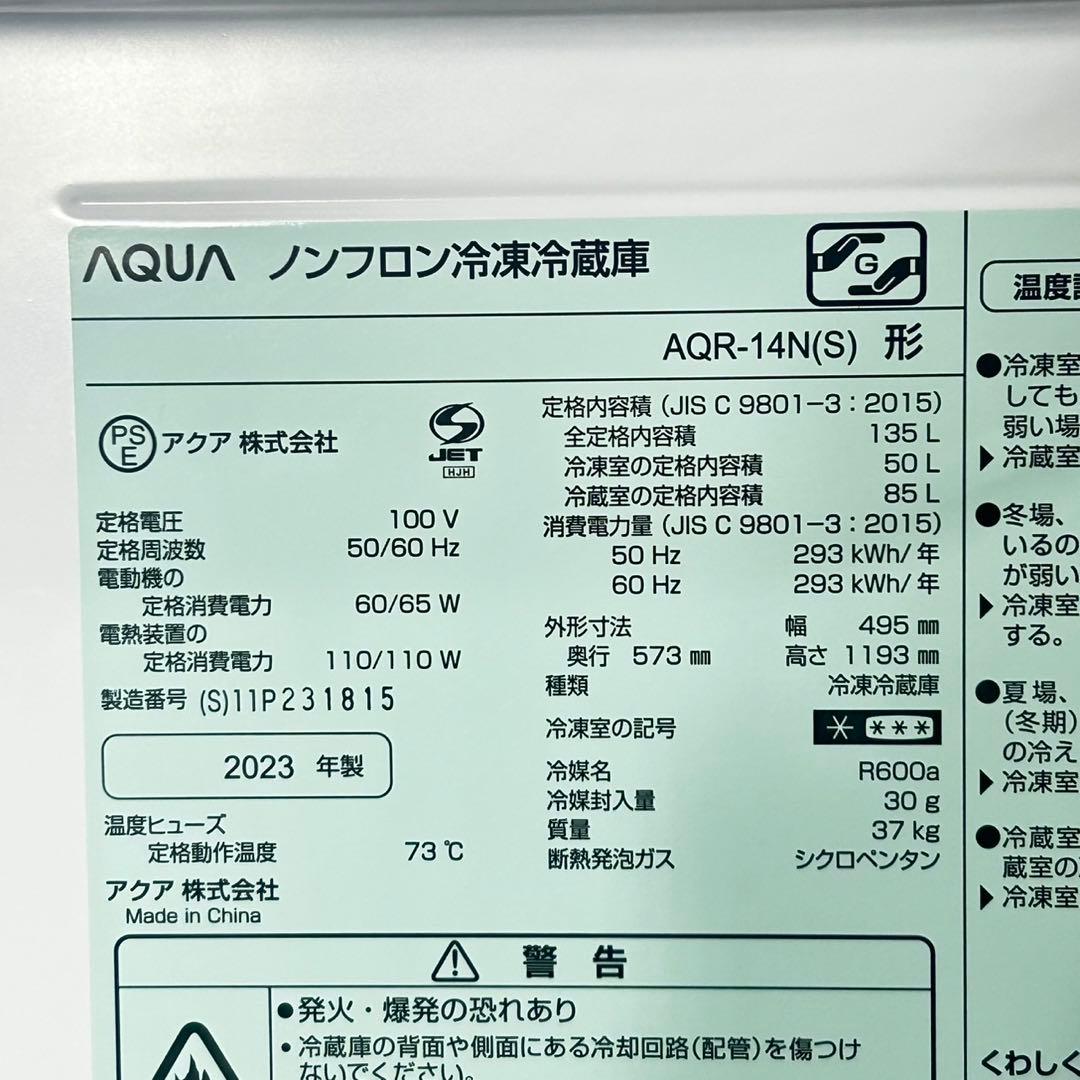 AQUA ノンフロン冷凍冷蔵庫
G
AQR-14N(S) 形
PS
E
アクア 株式会社
JET
HJH
定格電圧 100 V
定格周波数 50/60 Hz
電動機の
定格消費電力 60/65 W
電熱装置の
定格消費電力 110/110 W
製造番号 (S)11P231815
2023 年製
温度ヒューズ
定格動作温度 73 ℃
アクア 株式会社
Made in China
定格内容積 (JIS C 9801-3:2015)
全定格内容積 135 L
冷凍室の定格内容積 50 L
冷蔵室の定格内容積 85 L
消費電力量 (JIS C 9801-3:2015)
50 Hz 293 kWh/年
60 Hz 293 kWh/年
外形寸法 幅 495 ㎜
奥行 573 ㎜ 高さ 1193 ㎜
種類 冷凍冷蔵庫
冷凍室の記号 * ***
冷媒名 R600a
冷媒封入量 30 g
質量 37 kg
断熱発泡ガス シクロペンタン
⚠ 警告
●発火・爆発の恐れあり
・冷蔵庫の背面や側面にある冷却回路(配管)を傷つけ
ないでください。
温度
●冷凍室
しても
弱い場
▶冷蔵室
●冬場、
いるの
が弱い
▶冷凍室
する。
●夏場、
(冬期)
の冷え
▶冷凍室
●冷蔵室
蔵室の
▶冷凍室
くわしく